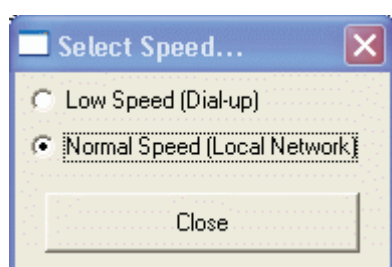 Select Speed...
Low Speed (Dial-up)
Normal Speed (Local Network)
Close